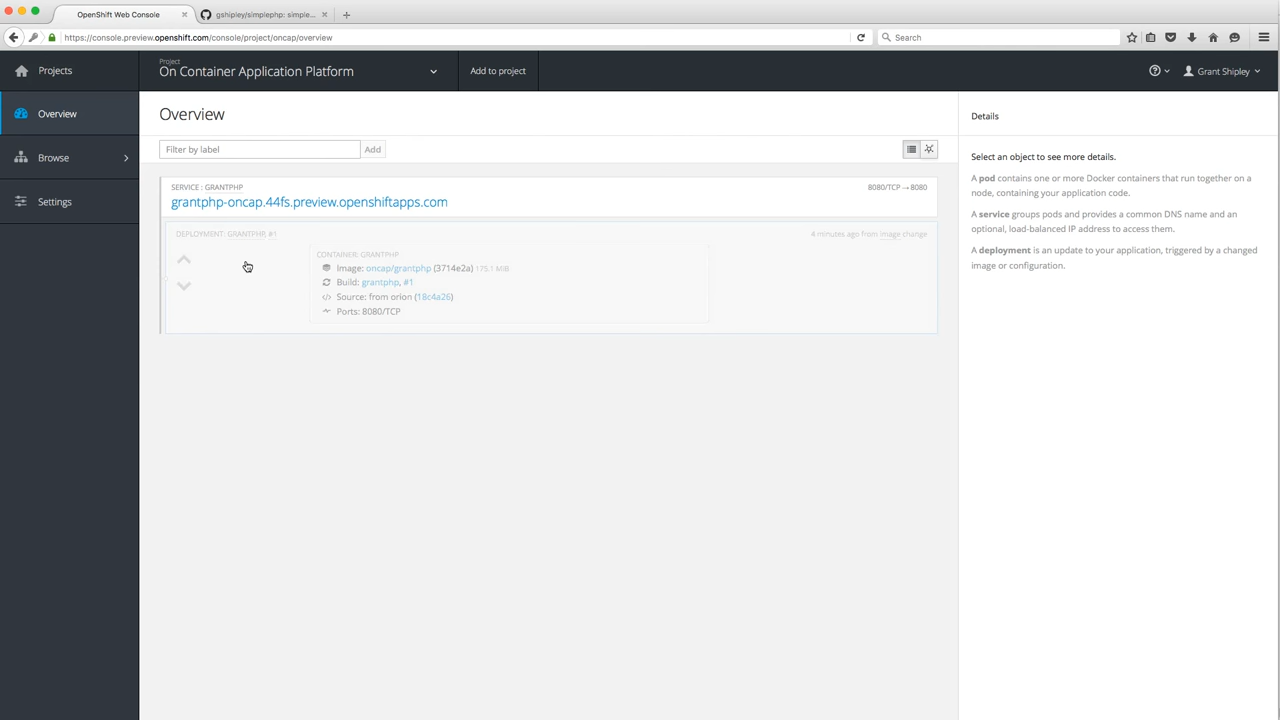 OpenShift Web Console
gshipley/simplephp: simple...
https://console.preview.openshift.com/console/project/oncap/overview
Search
Projects
Project
On Container Application Platform
Add to project
Grant Shipley
Overview
Browse
Settings
Overview
Filter by label
Add
SERVICE : GRANTPHP
8080/TCP → 8080
grantphp-oncap.44fs.preview.openshiftapps.com
DEPLOYMENT: GRANTPHP, #1
4 minutes ago from image change
CONTAINER: GRANTPHP
Image: oncap/grantphp (3714e2a) 175.1 MiB
Build: grantphp, #1
Source: from orion (18c4a26)
Ports: 8080/TCP
Details
Select an object to see more details.
A pod contains one or more Docker containers that run together on a
node, containing your application code.
A service groups pods and provides a common DNS name and an
optional, load-balanced IP address to access them.
A deployment is an update to your application, triggered by a changed
image or configuration.